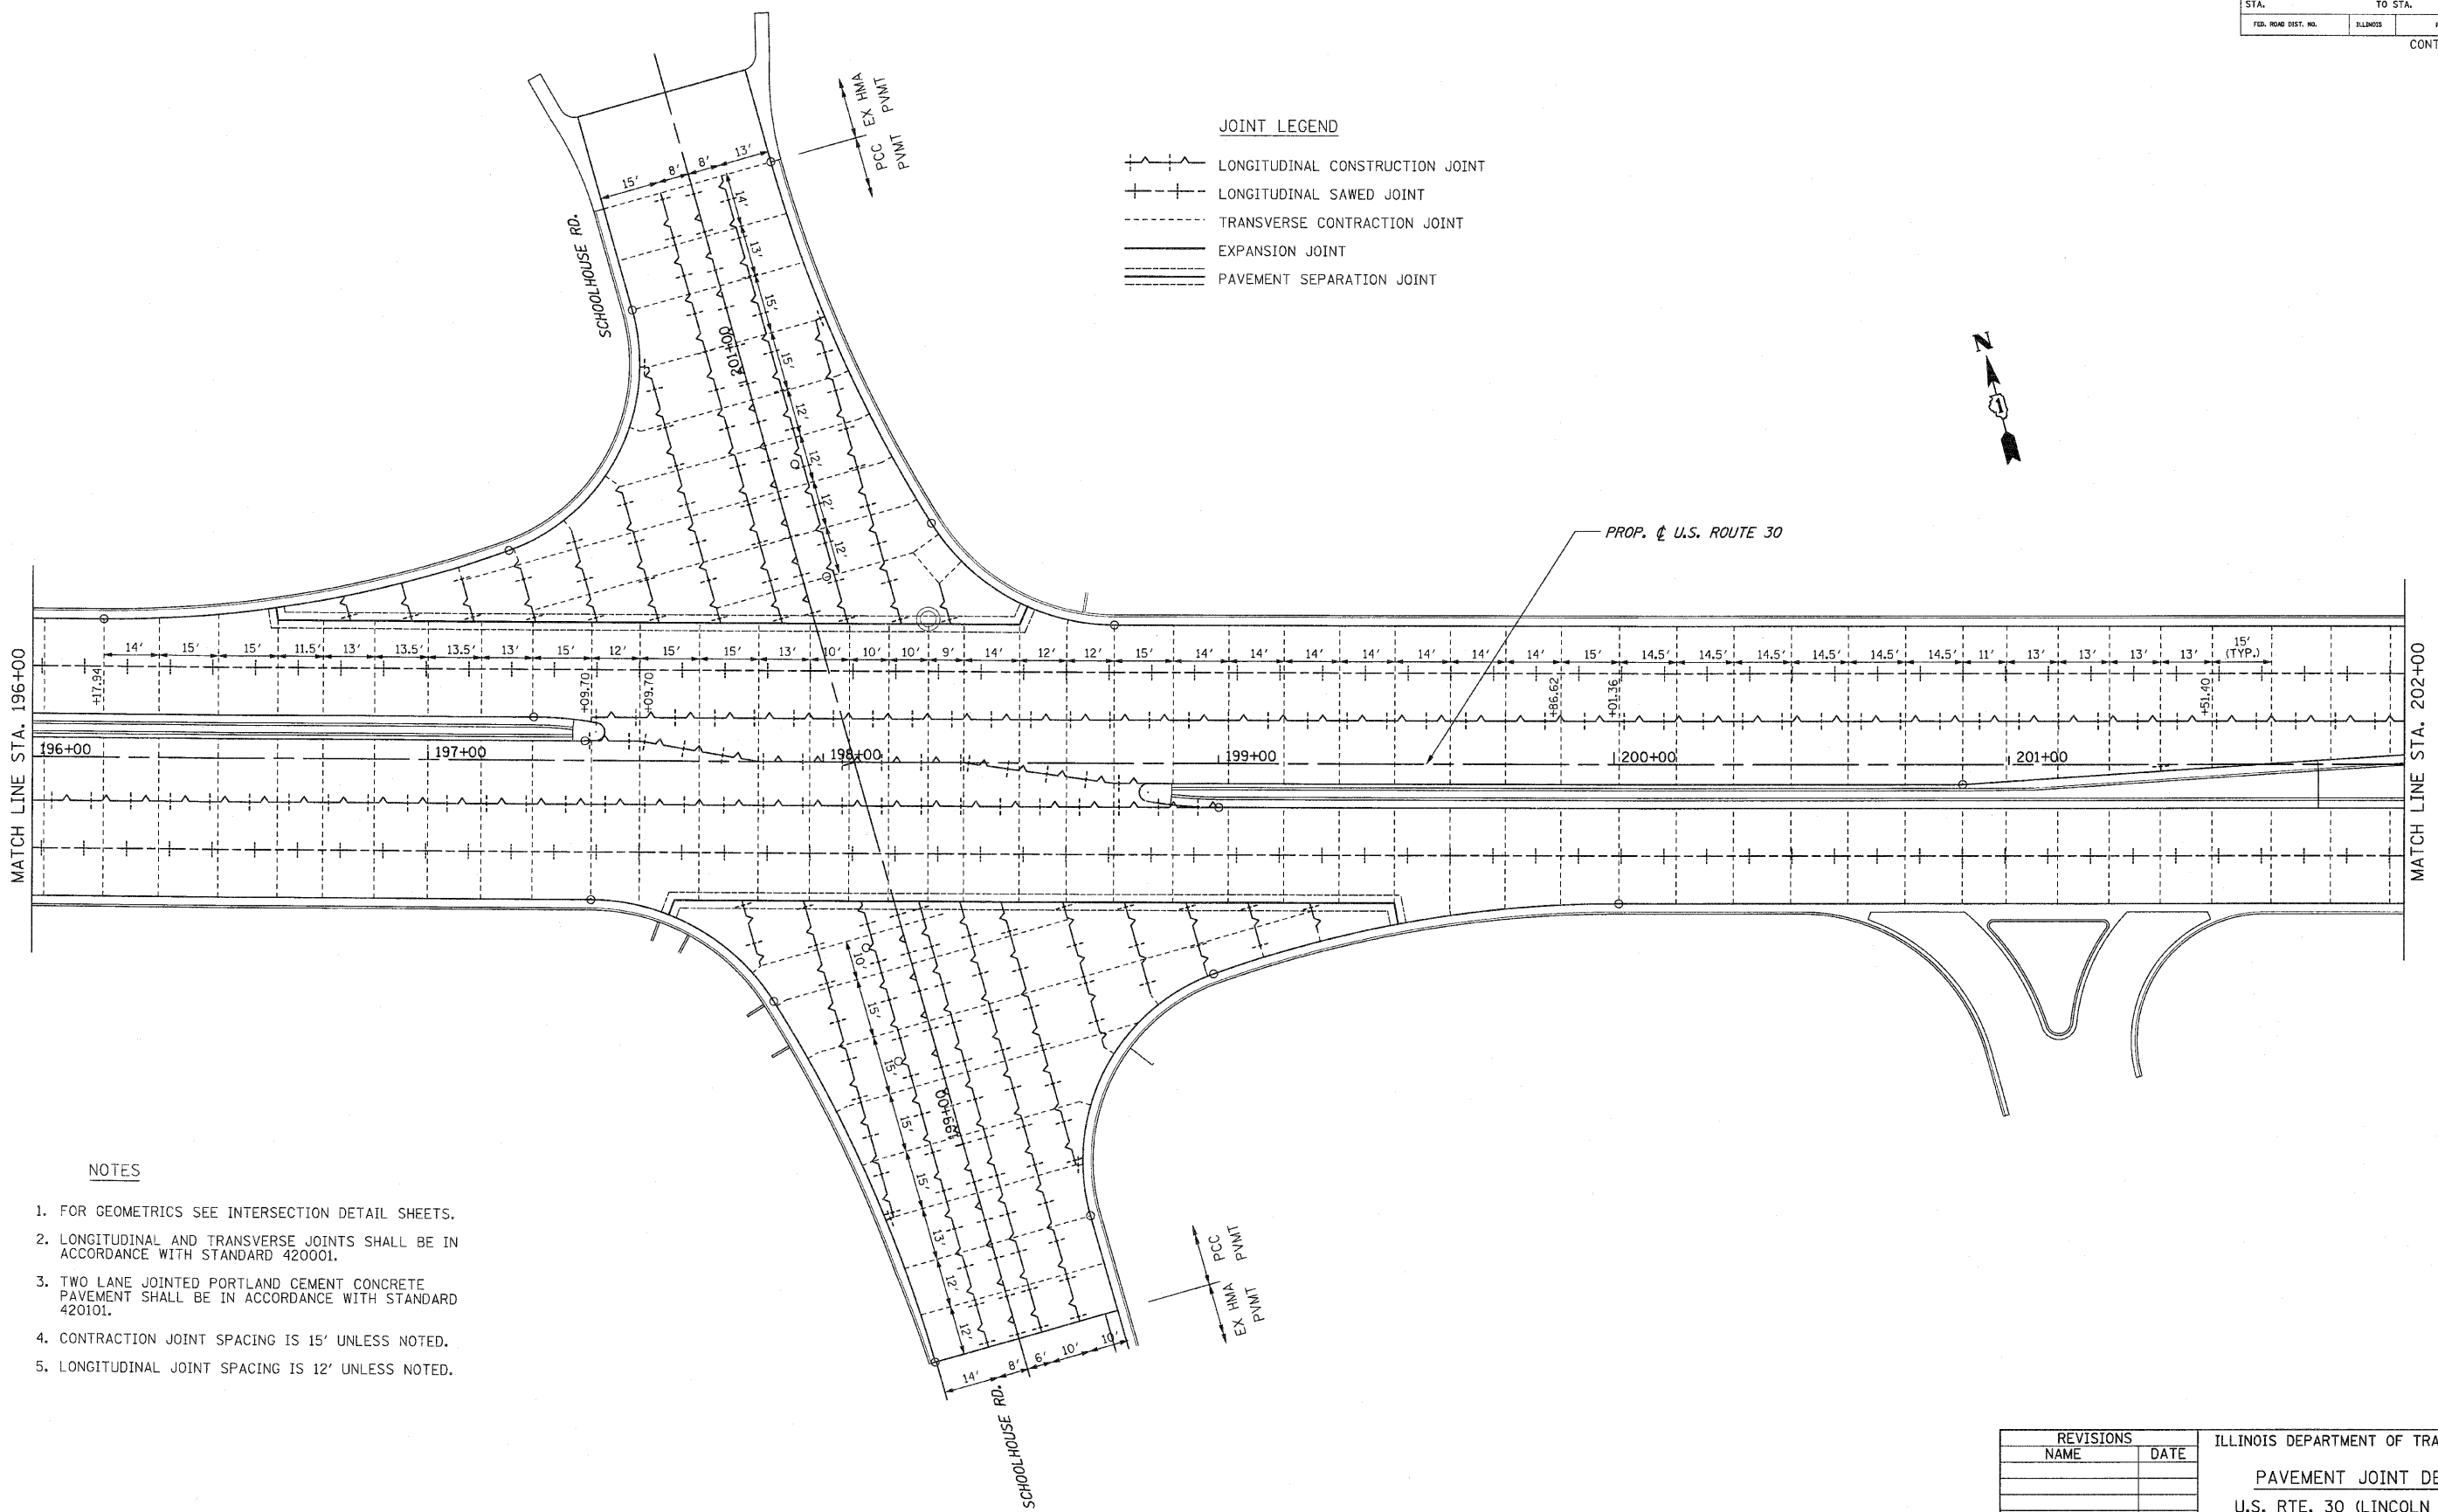 STA. TO STA.
FED. ROAD DIST. NO. ILLINOIS
CONT
JOINT LEGEND
LONGITUDINAL CONSTRUCTION JOINT
LONGITUDINAL SAWED JOINT
TRANSVERSE CONTRACTION JOINT
EXPANSION JOINT
PAVEMENT SEPARATION JOINT
EX HMA PVMT
PCC PVMT
15' 8' 8' 13'
SCHOOLHOUSE RD.
14'
13'
15'
201+00
15'
12'
12'
12'
12'
N
1
PROP. ℄ U.S. ROUTE 30
MATCH LINE STA. 196+00
14' 15' 15' 11.5' 13' 13.5' 13.5' 13' 15' 12' 15' 15' 13' 10' 10' 10' 9' 14' 12' 12' 15' 14' 14' 14' 14' 14' 14' 14' 15' 14.5' 14.5' 14.5' 14.5' 14.5' 14.5' 11' 13' 13' 13' 13' 15' (TYP.)
+17.94 +09.70 +09.70 +86.62 +01.36 +51.40
196+00 197+00 198+00 199+00 200+00 201+00
MATCH LINE STA. 202+00
10'
15'
15'
199+00
15'
15'
13'
12'
12'
PCC PVMT
EX HMA PVMT
14' 8' 6' 10' 10'
SCHOOLHOUSE RD.
NOTES
1. FOR GEOMETRICS SEE INTERSECTION DETAIL SHEETS.
2. LONGITUDINAL AND TRANSVERSE JOINTS SHALL BE IN
ACCORDANCE WITH STANDARD 420001.
3. TWO LANE JOINTED PORTLAND CEMENT CONCRETE
PAVEMENT SHALL BE IN ACCORDANCE WITH STANDARD
420101.
4. CONTRACTION JOINT SPACING IS 15' UNLESS NOTED.
5. LONGITUDINAL JOINT SPACING IS 12' UNLESS NOTED.
REVISIONS
NAME DATE
ILLINOIS DEPARTMENT OF TRA
PAVEMENT JOINT DE
U.S. RTE. 30 (LINCOLN